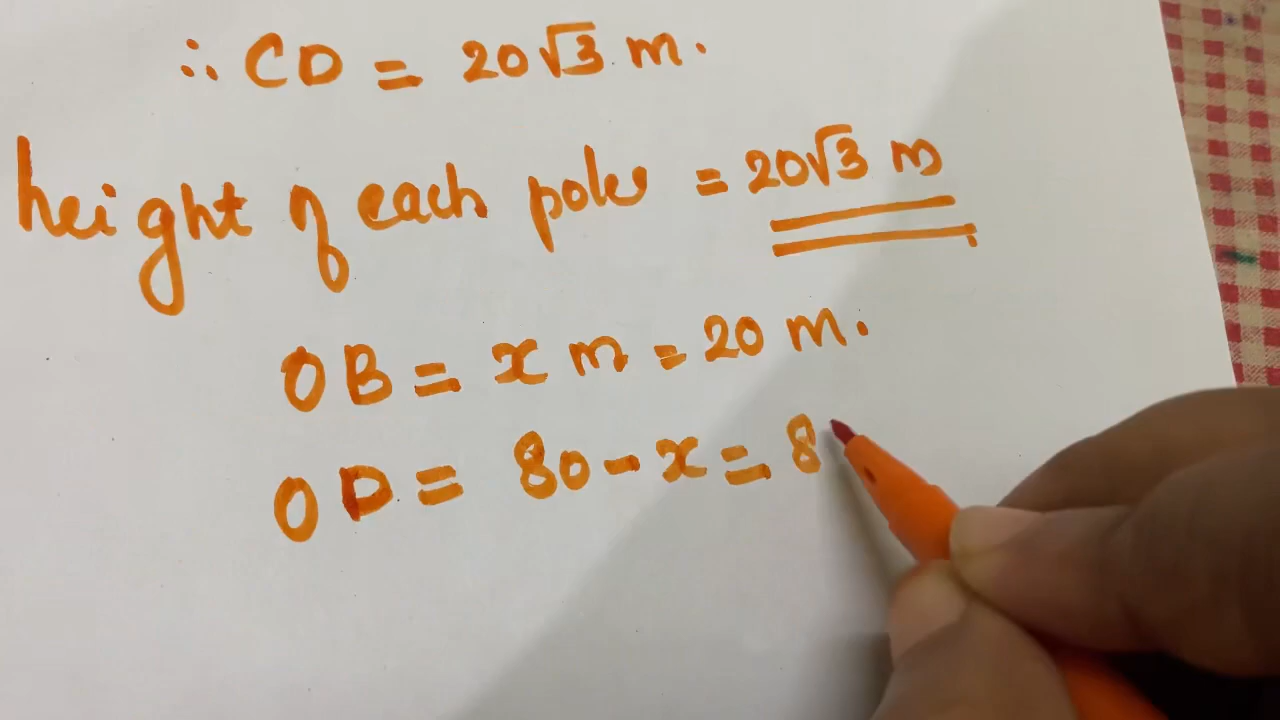 ∴ CD = 20√3 m.
height of each pole = 20√3 m
OB = x m = 20 m.
OD = 80 - x = 8